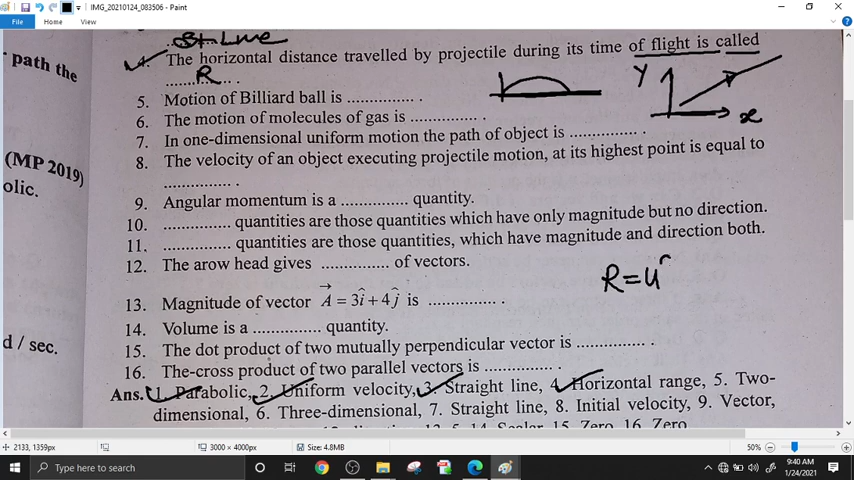 IMG_20210124_083506 - Paint
File Home View
St. Line
4. The horizontal distance travelled by projectile during its time of flight is called
.......R...... .
path the
Y
x
5. Motion of Billiard ball is .............. .
6. The motion of molecules of gas is .............. .
7. In one-dimensional uniform motion the path of object is .............. .
(MP 2019)
8. The velocity of an object executing projectile motion, at its highest point is equal to
.............. .
olic.
9. Angular momentum is a .............. quantity.
10. .............. quantities are those quantities which have only magnitude but no direction.
11. .............. quantities are those quantities, which have magnitude and direction both.
12. The arow head gives .............. of vectors.
R=u
13. Magnitude of vector A⃗ = 3î + 4ĵ is .............. .
14. Volume is a .............. quantity.
d / sec.
15. The dot product of two mutually perpendicular vector is .............. .
16. The-cross product of two parallel vectors is .............. .
Ans. 1. Parabolic, 2. Uniform velocity, 3. Straight line, 4. Horizontal range, 5. Two-
dimensional, 6. Three-dimensional, 7. Straight line, 8. Initial velocity, 9. Vector,
14. Scalar 15. Zero 16. Zero
2133, 1359px 3000 × 4000px Size: 4.8MB 50%
Type here to search
9:40 AM
1/24/2021